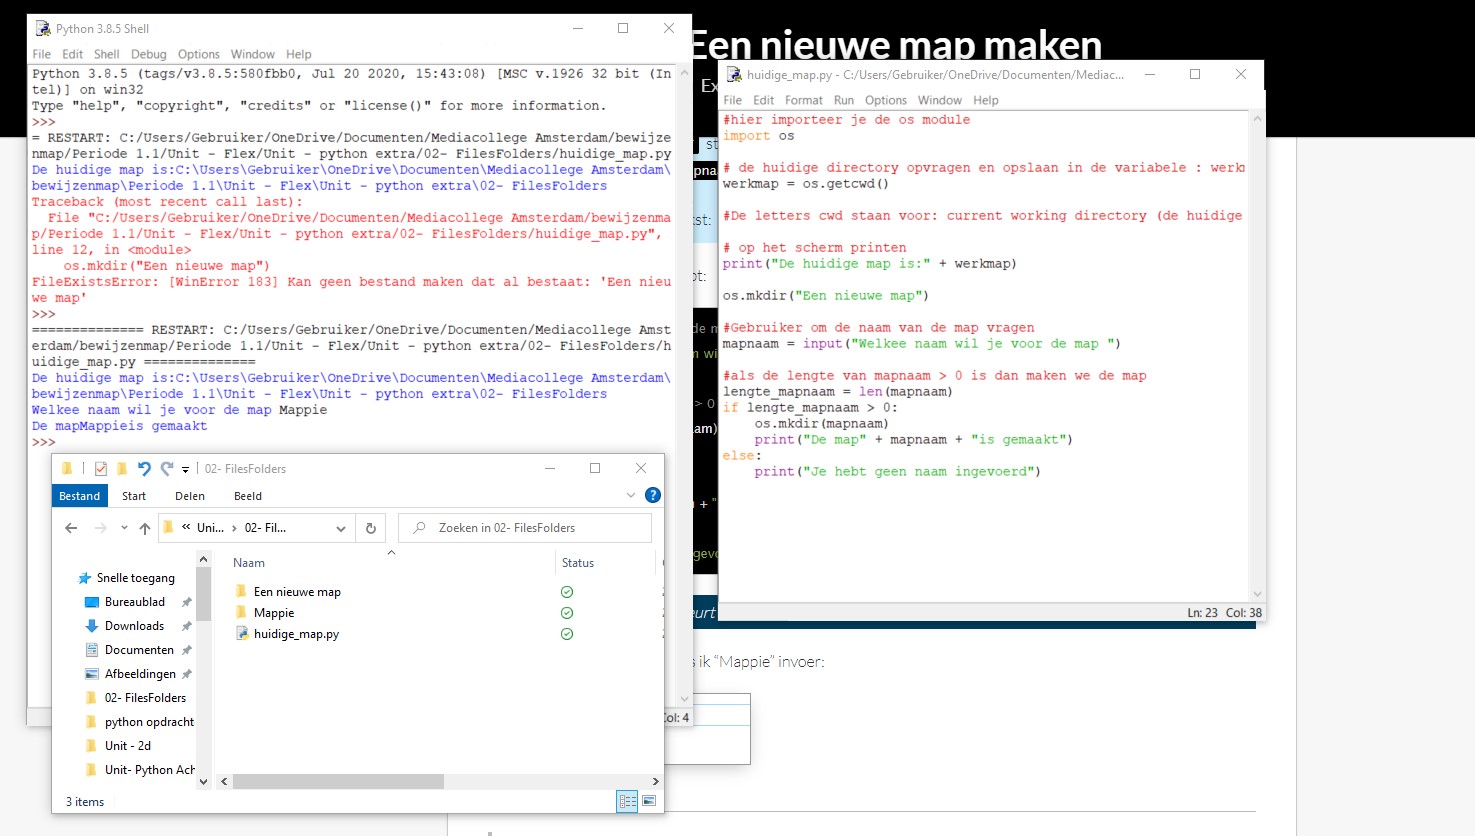 Een nieuwe map maken
Ex
Python 3.8.5 Shell
File Edit Shell Debug Options Window Help
Python 3.8.5 (tags/v3.8.5:580fbb0, Jul 20 2020, 15:43:08) [MSC v.1926 32 bit (In
tel)] on win32
Type "help", "copyright", "credits" or "license()" for more information.
>>>
= RESTART: C:/Users/Gebruiker/OneDrive/Documenten/Mediacollege Amsterdam/bewijze
nmap/Periode 1.1/Unit - Flex/Unit - python extra/02- FilesFolders/huidige_map.py
De huidige map is:C:\Users\Gebruiker\OneDrive\Documenten\Mediacollege Amsterdam\
bewijzenmap\Periode 1.1\Unit - Flex\Unit - python extra\02- FilesFolders
Traceback (most recent call last):
  File "C:/Users/Gebruiker/OneDrive/Documenten/Mediacollege Amsterdam/bewijzenma
p/Periode 1.1/Unit - Flex/Unit - python extra/02- FilesFolders/huidige_map.py",
line 12, in <module>
    os.mkdir("Een nieuwe map")
FileExistsError: [WinError 183] Kan geen bestand maken dat al bestaat: 'Een nieu
we map'
>>>
============== RESTART: C:/Users/Gebruiker/OneDrive/Documenten/Mediacollege Amst
erdam/bewijzenmap/Periode 1.1/Unit - Flex/Unit - python extra/02- FilesFolders/h
uidige_map.py ==============
De huidige map is:C:\Users\Gebruiker\OneDrive\Documenten\Mediacollege Amsterdam\
bewijzenmap\Periode 1.1\Unit - Flex\Unit - python extra\02- FilesFolders
Welkee naam wil je voor de map Mappie
De mapMappieis gemaakt
>>>
Col: 4
02- FilesFolders
Bestand Start Delen Beeld
« Uni... › 02- Fil...
Zoeken in 02- FilesFolders
Naam Status
Snelle toegang
Bureaublad
Downloads
Documenten
Afbeeldingen
02- FilesFolders
python opdracht
Unit - 2d
Unit- Python Ach
Een nieuwe map
Mappie
huidige_map.py
3 items
huidige_map.py - C:/Users/Gebruiker/OneDrive/Documenten/Mediac...
File Edit Format Run Options Window Help
#hier importeer je de os module
import os
# de huidige directory opvragen en opslaan in de variabele : werkm
werkmap = os.getcwd()
#De letters cwd staan voor: current working directory (de huidige
# op het scherm printen
print("De huidige map is:" + werkmap)
os.mkdir("Een nieuwe map")
#Gebruiker om de naam van de map vragen
mapnaam = input("Welkee naam wil je voor de map ")
#als de lengte van mapnaam > 0 is dan maken we de map
lengte_mapnaam = len(mapnaam)
if lengte_mapnaam > 0:
    os.mkdir(mapnaam)
    print("De map" + mapnaam + "is gemaakt")
else:
    print("Je hebt geen naam ingevoerd")
Ln: 23 Col: 38
s ik “Mappie” invoer: